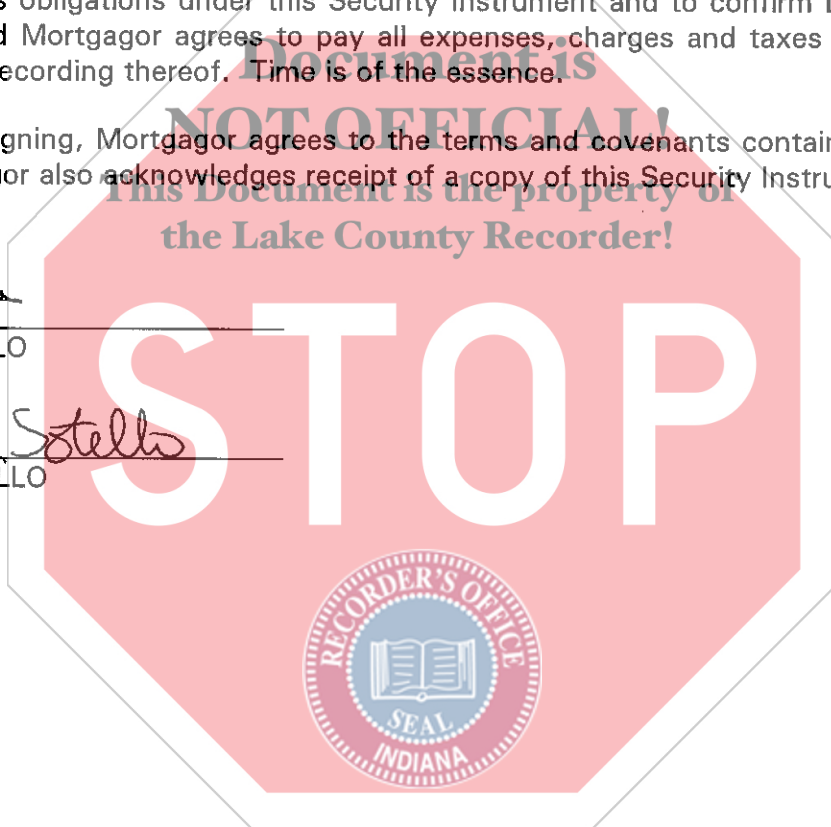 s obligations under this Security Instrument and to confirm
d Mortgagor agrees to pay all expenses, charges and taxes
Document is
ecording thereof. Time is of the essence.
NOT OFFICIAL!
gning, Mortgagor agrees to the terms and covenants contain
or also acknowledges receipt of a copy of this Security Instru
This Document is the property of
the Lake County Recorder!
LO
STOP
Sotello
LLO
RECORDER'S OFFICE
SEAL
INDIANA